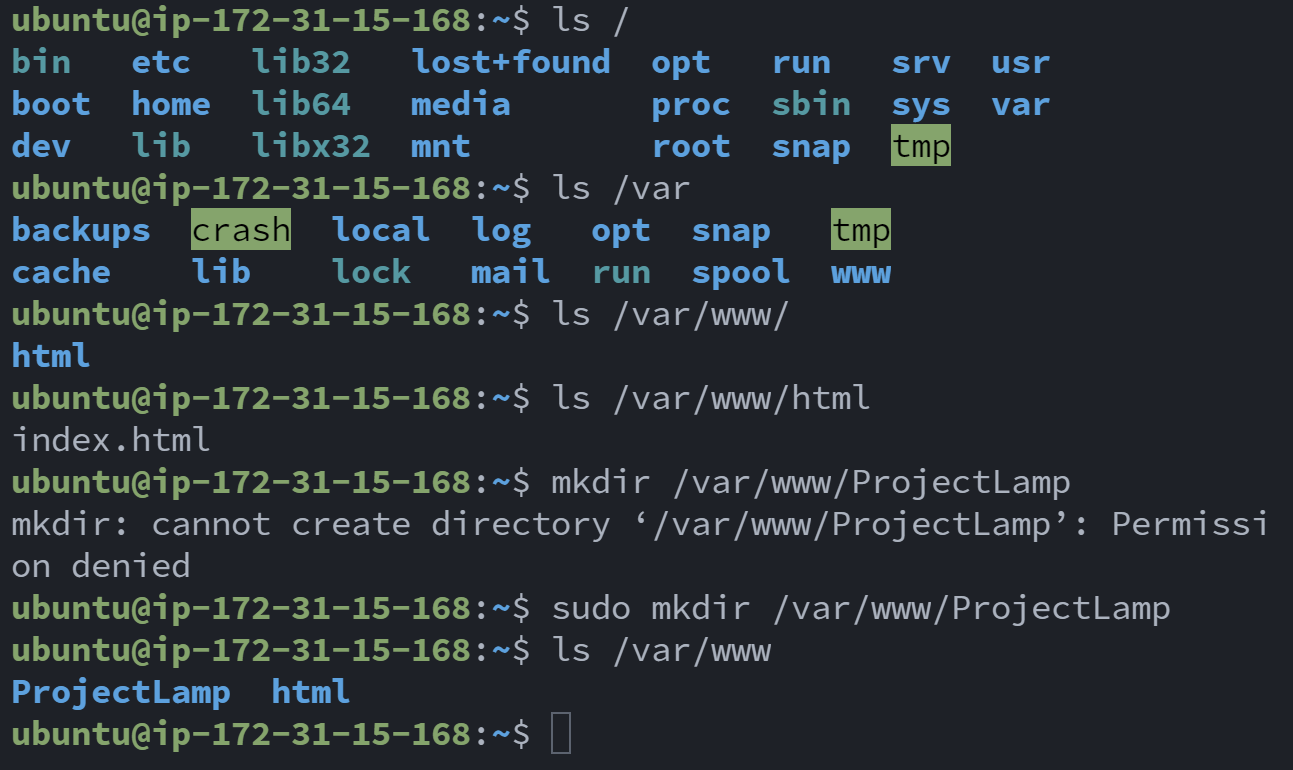 ubuntu@ip-172-31-15-168:~$ ls /
bin   etc   lib32   lost+found  opt   run   srv  usr
boot  home  lib64   media       proc  sbin  sys  var
dev   lib   libx32  mnt         root  snap  tmp
ubuntu@ip-172-31-15-168:~$ ls /var
backups  crash  local  log   opt  snap   tmp
cache    lib    lock   mail  run  spool  www
ubuntu@ip-172-31-15-168:~$ ls /var/www/
html
ubuntu@ip-172-31-15-168:~$ ls /var/www/html
index.html
ubuntu@ip-172-31-15-168:~$ mkdir /var/www/ProjectLamp
mkdir: cannot create directory ‘/var/www/ProjectLamp’: Permissi
on denied
ubuntu@ip-172-31-15-168:~$ sudo mkdir /var/www/ProjectLamp
ubuntu@ip-172-31-15-168:~$ ls /var/www
ProjectLamp  html
ubuntu@ip-172-31-15-168:~$